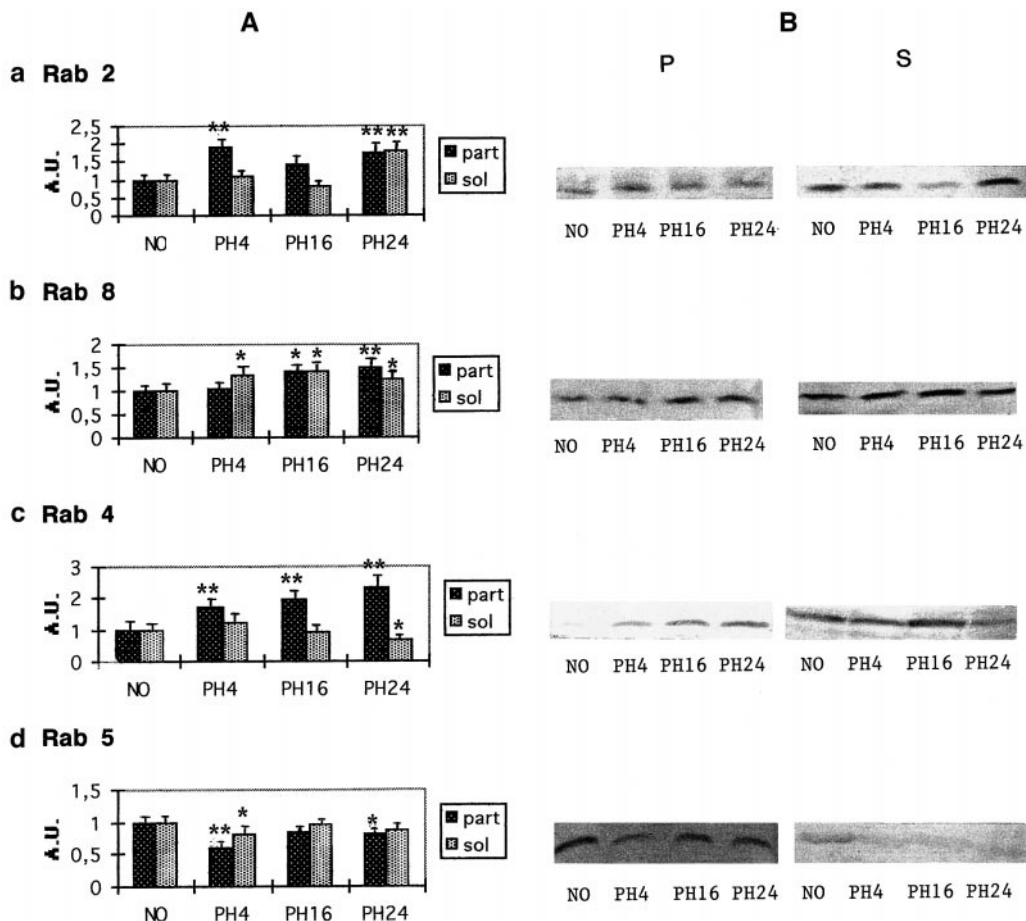 A
B
P
S
a Rab 2
2,5
2
1,5
1
0,5
0
A.U.
** ** **
NO PH4 PH16 PH24
part
sol
NO PH4 PH16 PH24
NO PH4 PH16 PH24
b Rab 8
2
1,5
1
0,5
0
A.U.
* * * ** *
NO PH4 PH16 PH24
part
sol
NO PH4 PH16 PH24
NO PH4 PH16 PH24
c Rab 4
3
2
1
0
A.U.
** ** ** *
NO PH4 PH16 PH24
part
sol
NO PH4 PH16 PH24
NO PH4 PH16 PH24
d Rab 5
1,5
1
0,5
0
A.U.
** * *
NO PH4 PH16 PH24
part
sol
NO PH4 PH16 PH24
NO PH4 PH16 PH24